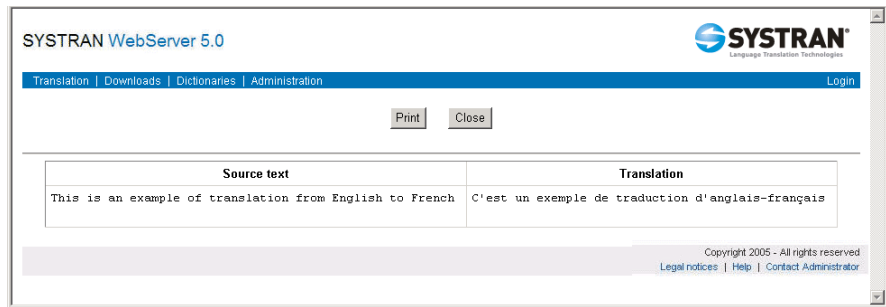 SYSTRAN WebServer 5.0
SYSTRAN®
Language Translation Technologies
Translation | Downloads | Dictionaries | Administration
Login
Print Close
Source text Translation
This is an example of translation from English to French C'est un exemple de traduction d'anglais-français
Copyright 2005 - All rights reserved
Legal notices | Help | Contact Administrator